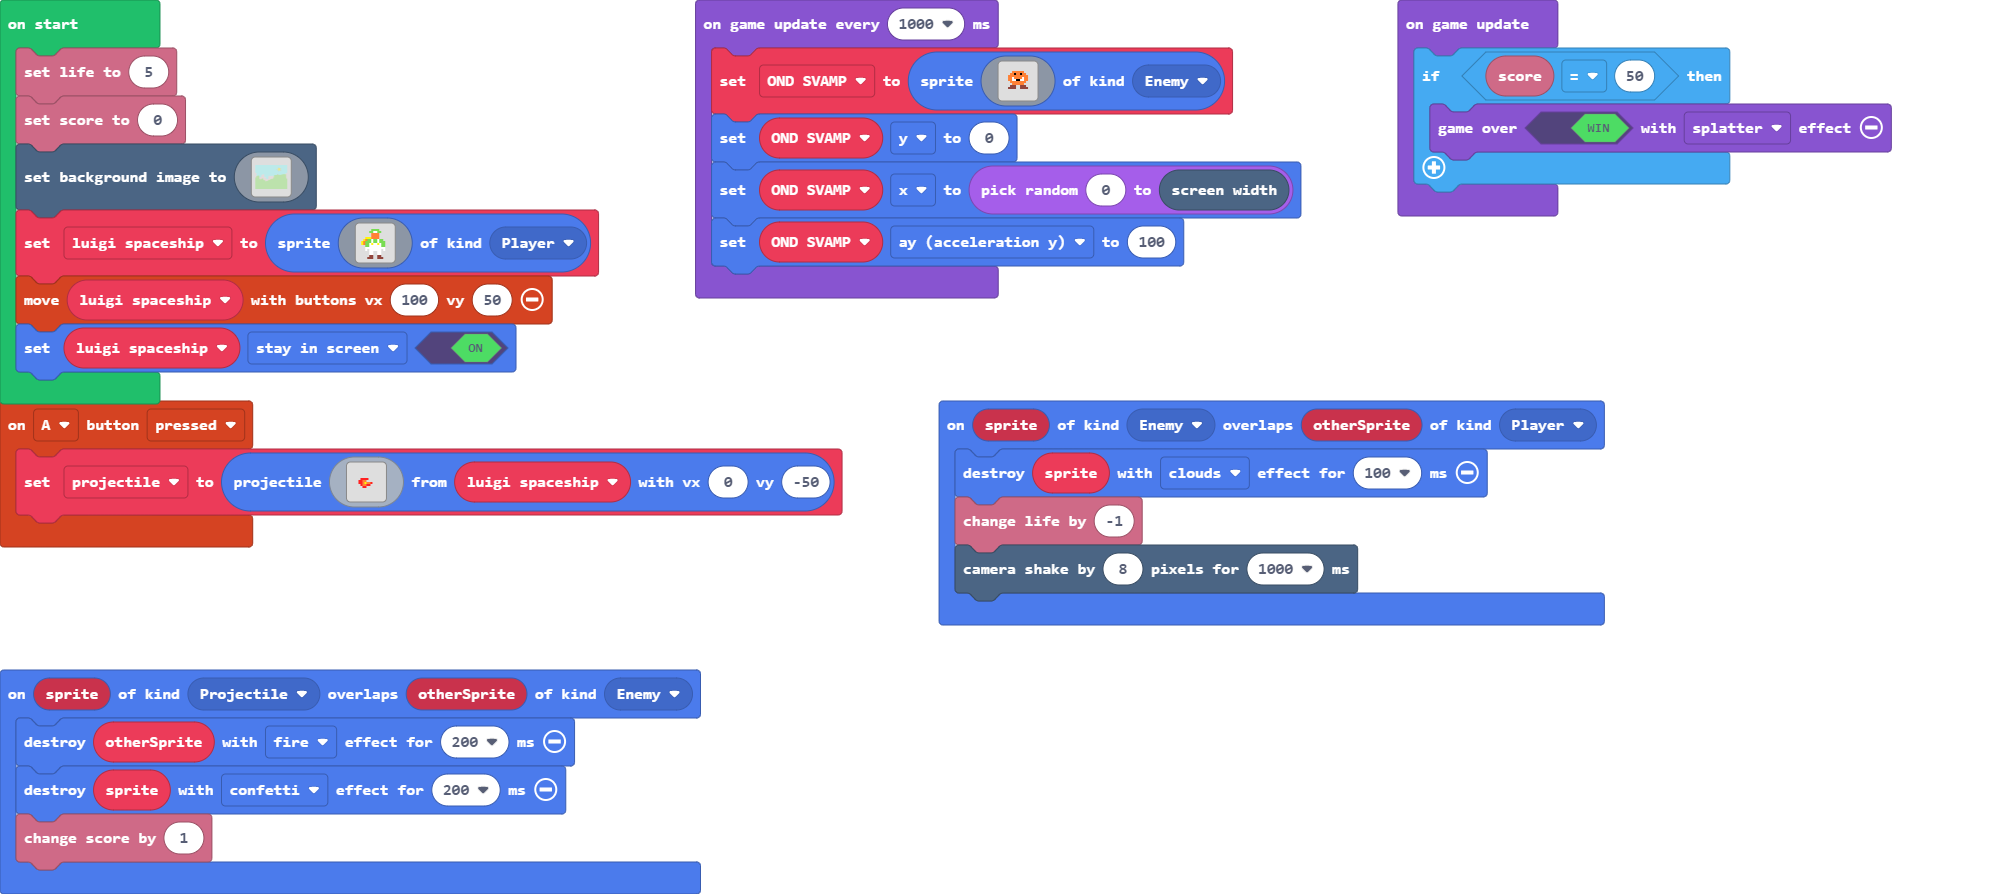 on start
set life to 5
set score to 0
set background image to
set luigi spaceship to sprite of kind Player
move luigi spaceship with buttons vx 100 vy 50
set luigi spaceship stay in screen ON
on game update every 1000 ms
set OND SVAMP to sprite of kind Enemy
set OND SVAMP y to 0
set OND SVAMP x to pick random 0 to screen width
set OND SVAMP ay (acceleration y) to 100
on game update
if score = 50 then
game over WIN with splatter effect
on A button pressed
set projectile to projectile from luigi spaceship with vx 0 vy -50
on sprite of kind Enemy overlaps otherSprite of kind Player
destroy sprite with clouds effect for 100 ms
change life by -1
camera shake by 8 pixels for 1000 ms
on sprite of kind Projectile overlaps otherSprite of kind Enemy
destroy otherSprite with fire effect for 200 ms
destroy sprite with confetti effect for 200 ms
change score by 1